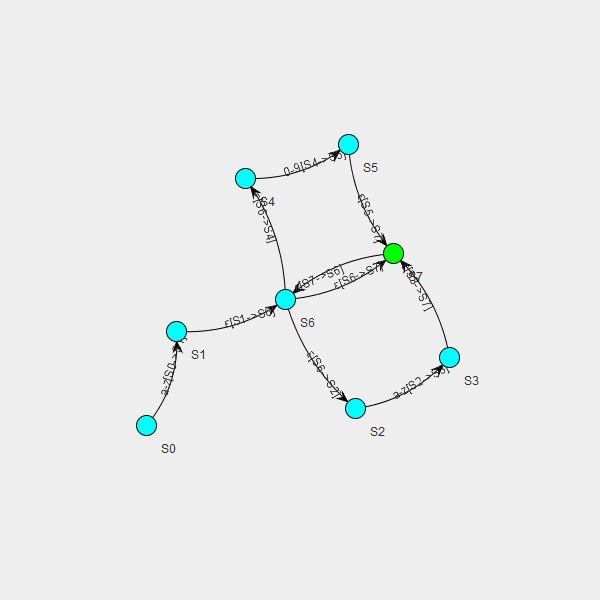 0-9[S4->S5]
S5
S4
ε[S6->S4]
ε[S5->S7]
ε[S7->S6]
ε[S6->S7]
S7
ε[S3->S7]
ε[S1->S6]
S6
S1
a-z[S0->S1]
ε[S6->S2]
a-z[S2->S3]
S3
S2
S0